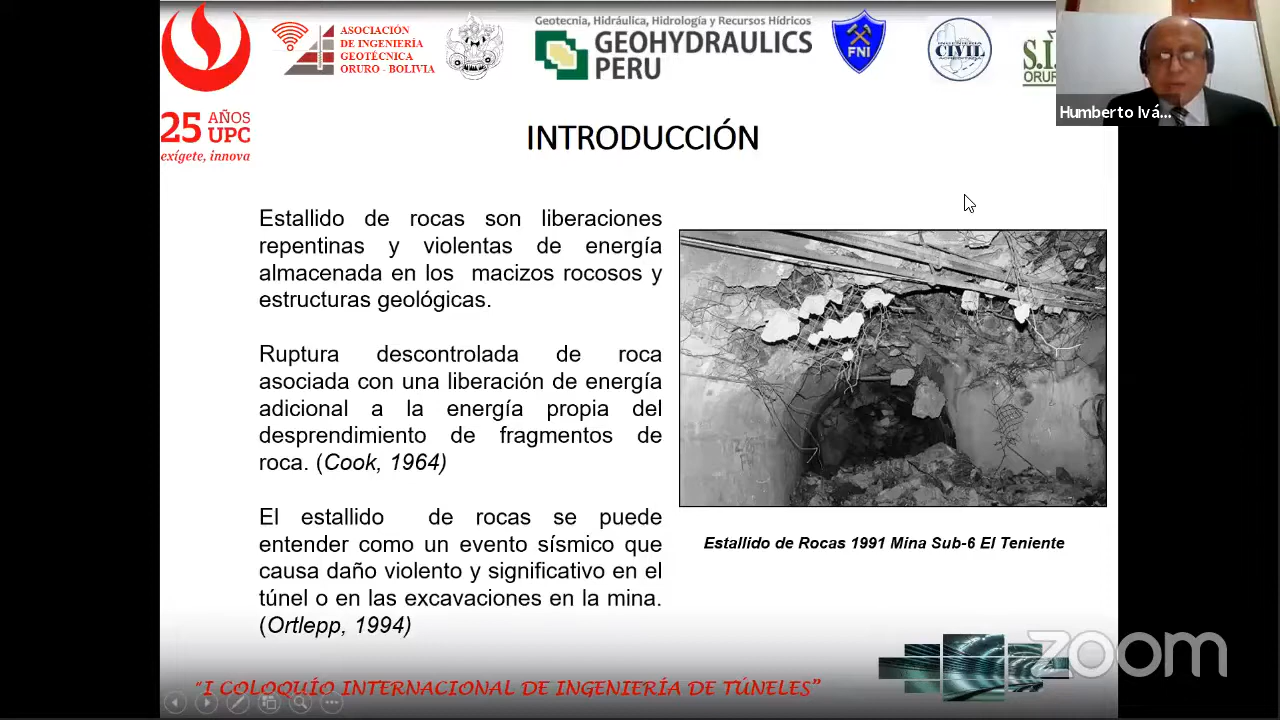 ASOCIACIÓN
DE INGENIERÍA
GEOTÉCNICA
ORURO - BOLIVIA
Geotecnia, Hidráulica, Hidrología y Recursos Hídricos
GEOHYDRAULICS
PERU
FNI
CIVIL
ORUR
Humberto Ivá...
25 AÑOS
UPC
exígete, innova
INTRODUCCIÓN
Estallido de rocas son liberaciones
repentinas y violentas de energía
almacenada en los macizos rocosos y
estructuras geológicas.
Ruptura descontrolada de roca
asociada con una liberación de energía
adicional a la energía propia del
desprendimiento de fragmentos de
roca. (Cook, 1964)
El estallido de rocas se puede
entender como un evento sísmico que
causa daño violento y significativo en el
túnel o en las excavaciones en la mina.
(Ortlepp, 1994)
Estallido de Rocas 1991 Mina Sub-6 El Teniente
"I COLOQUÍO INTERNACIONAL DE INGENIERÍA DE TÚNELES"
zoom